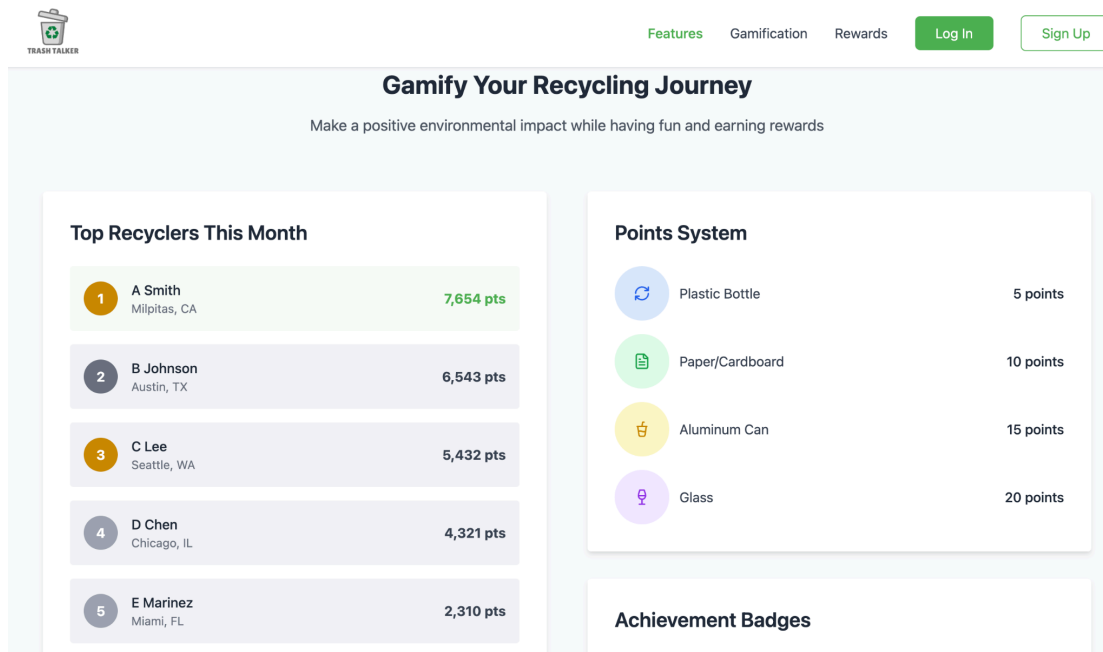 TRASH TALKER
Features
Gamification
Rewards
Log In
Sign Up
Gamify Your Recycling Journey
Make a positive environmental impact while having fun and earning rewards
Top Recyclers This Month
1
A Smith
Milpitas, CA
7,654 pts
2
B Johnson
Austin, TX
6,543 pts
3
C Lee
Seattle, WA
5,432 pts
4
D Chen
Chicago, IL
4,321 pts
5
E Marinez
Miami, FL
2,310 pts
Points System
Plastic Bottle
5 points
Paper/Cardboard
10 points
Aluminum Can
15 points
Glass
20 points
Achievement Badges